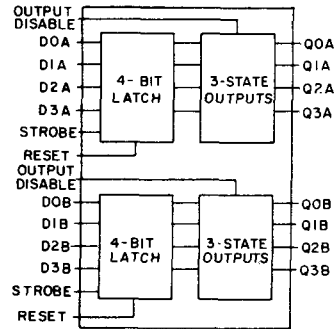 OUTPUT
DISABLE
D0A
D1A
D2A
D3A
STROBE
RESET
4-BIT
LATCH
3-STATE
OUTPUTS
Q0A
Q1A
Q2A
Q3A
OUTPUT
DISABLE
D0B
D1B
D2B
D3B
STROBE
RESET
4-BIT
LATCH
3-STATE
OUTPUTS
Q0B
Q1B
Q2B
Q3B